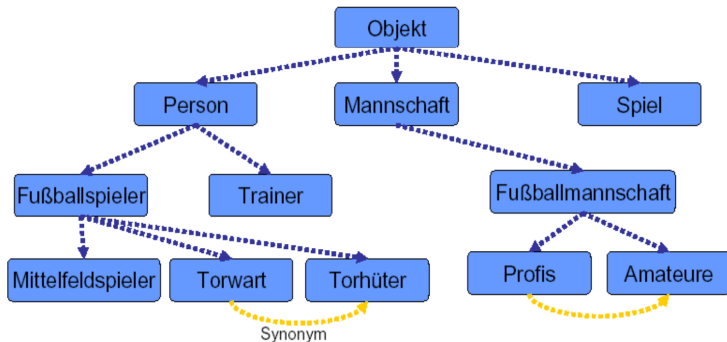 Objekt
Person
Mannschaft
Spiel
Fußballspieler
Trainer
Fußballmannschaft
Mittelfeldspieler
Torwart
Torhüter
Profis
Amateure
Synonym